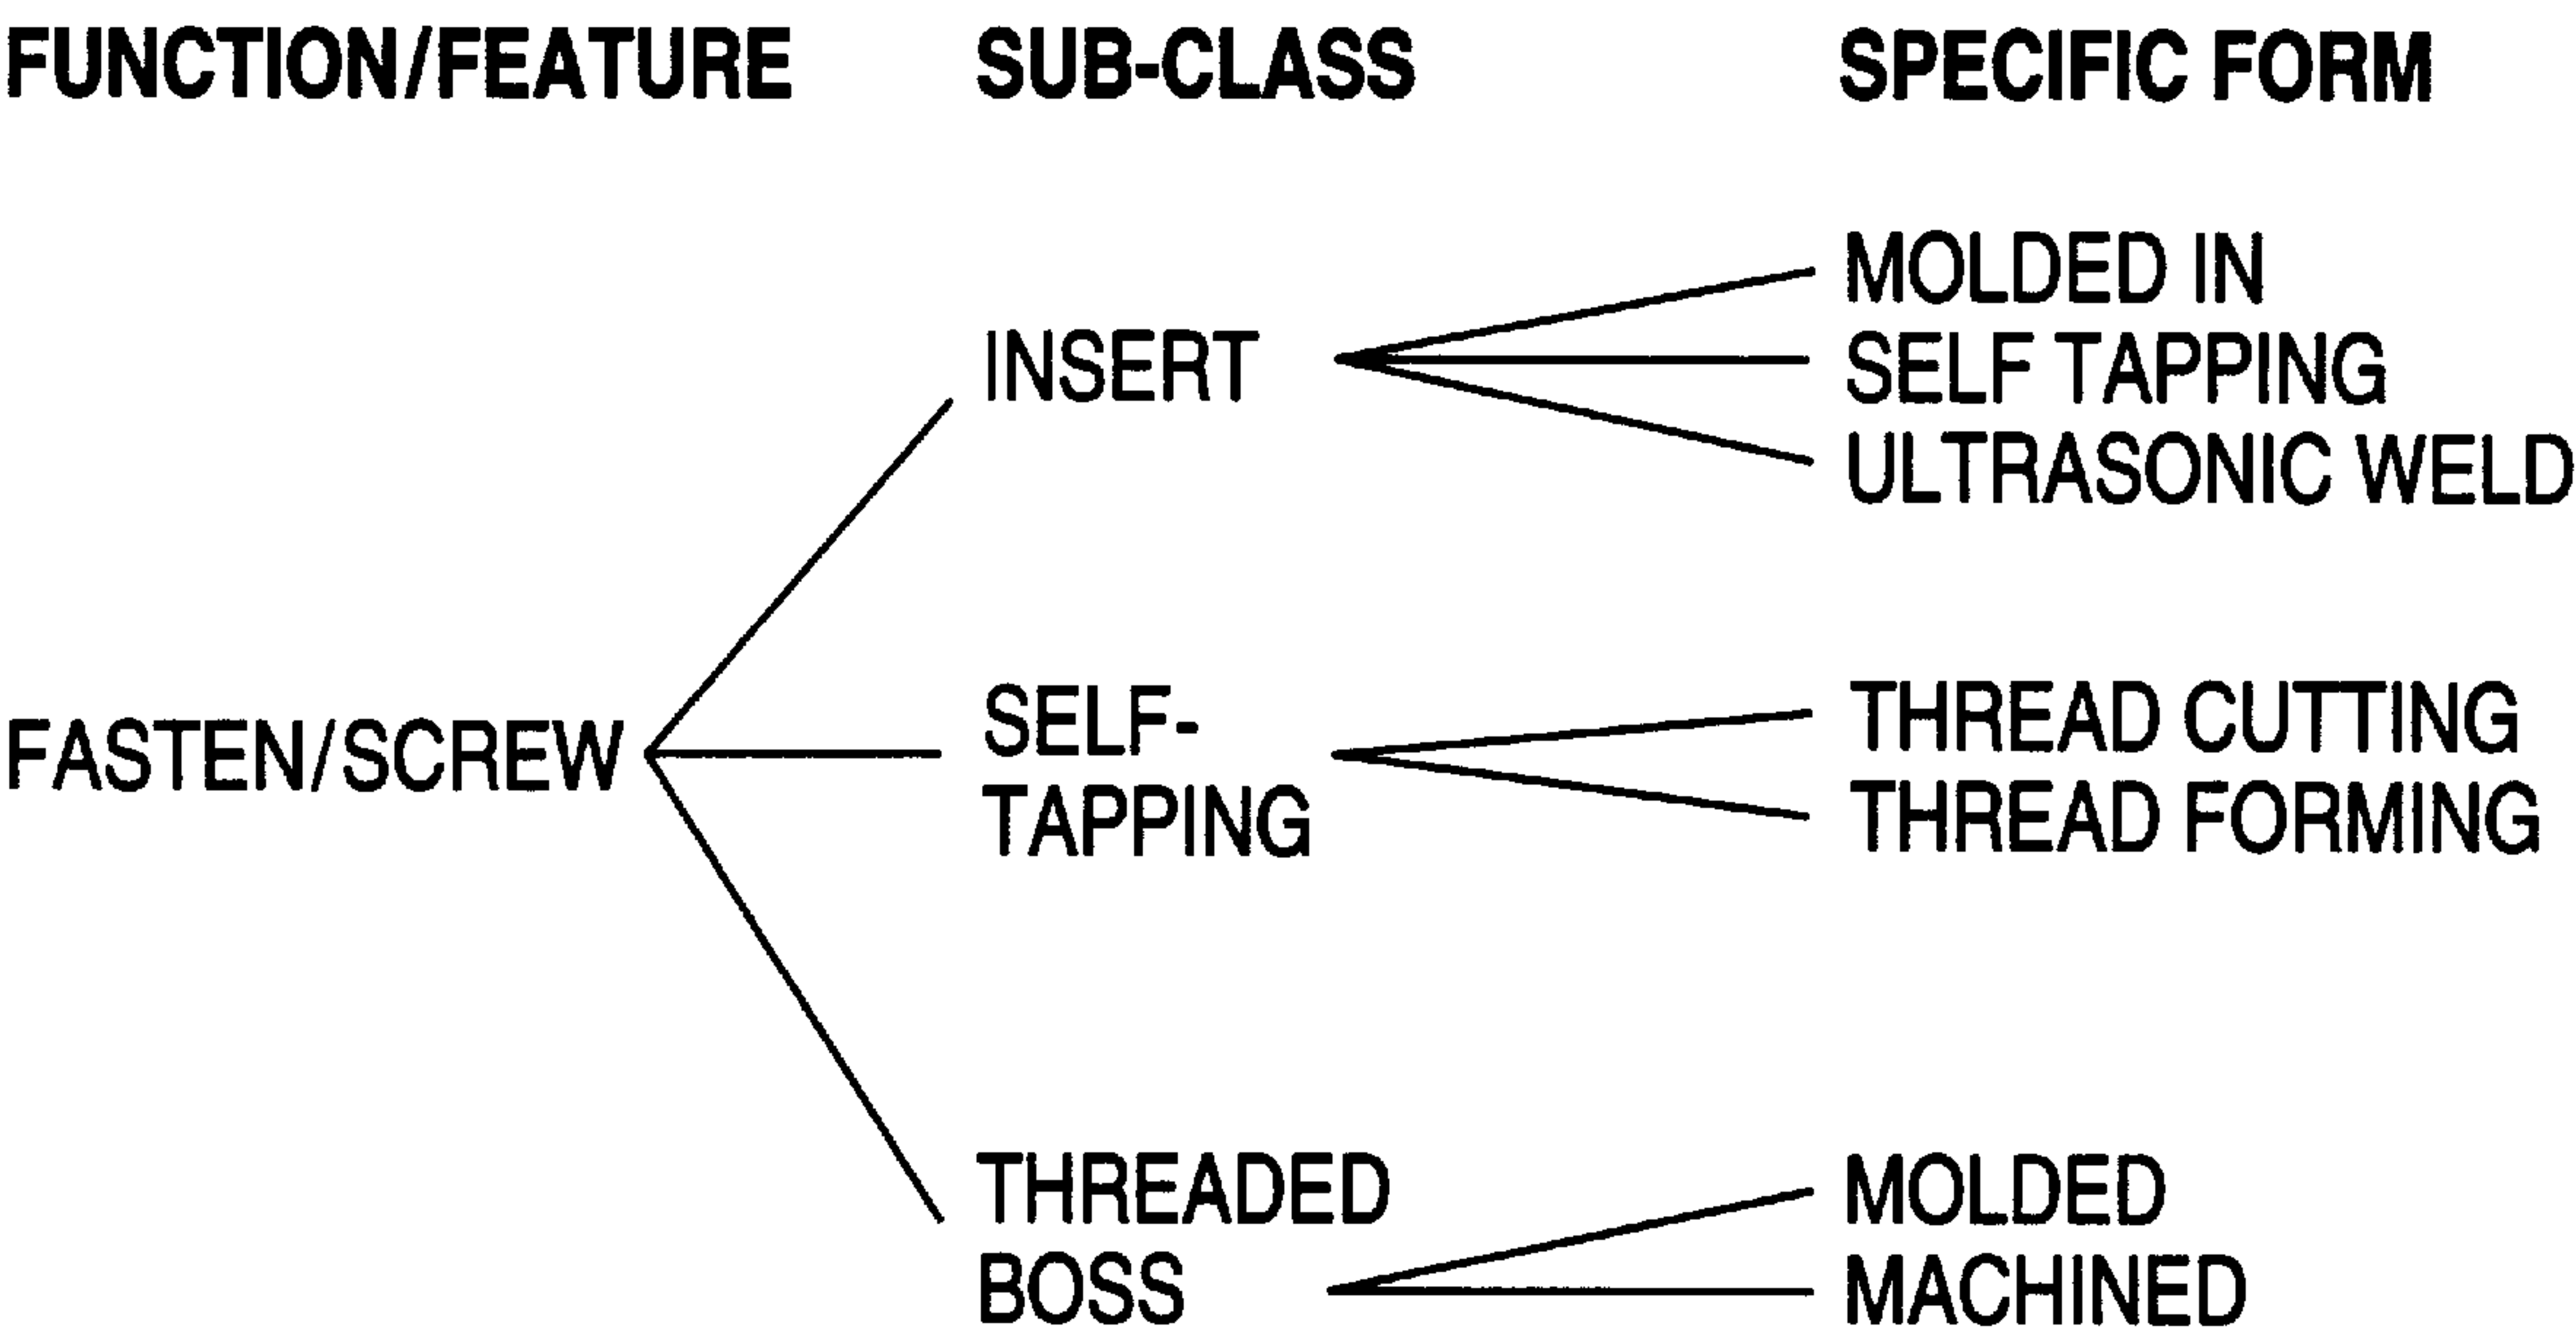 FUNCTION/FEATURE SUB-CLASS SPECIFIC FORM
MOLDED IN
INSERT SELF TAPPING
ULTRASONIC WELD
FASTEN/SCREW SELF- THREAD CUTTING
TAPPING THREAD FORMING
THREADED MOLDED
BOSS MACHINED